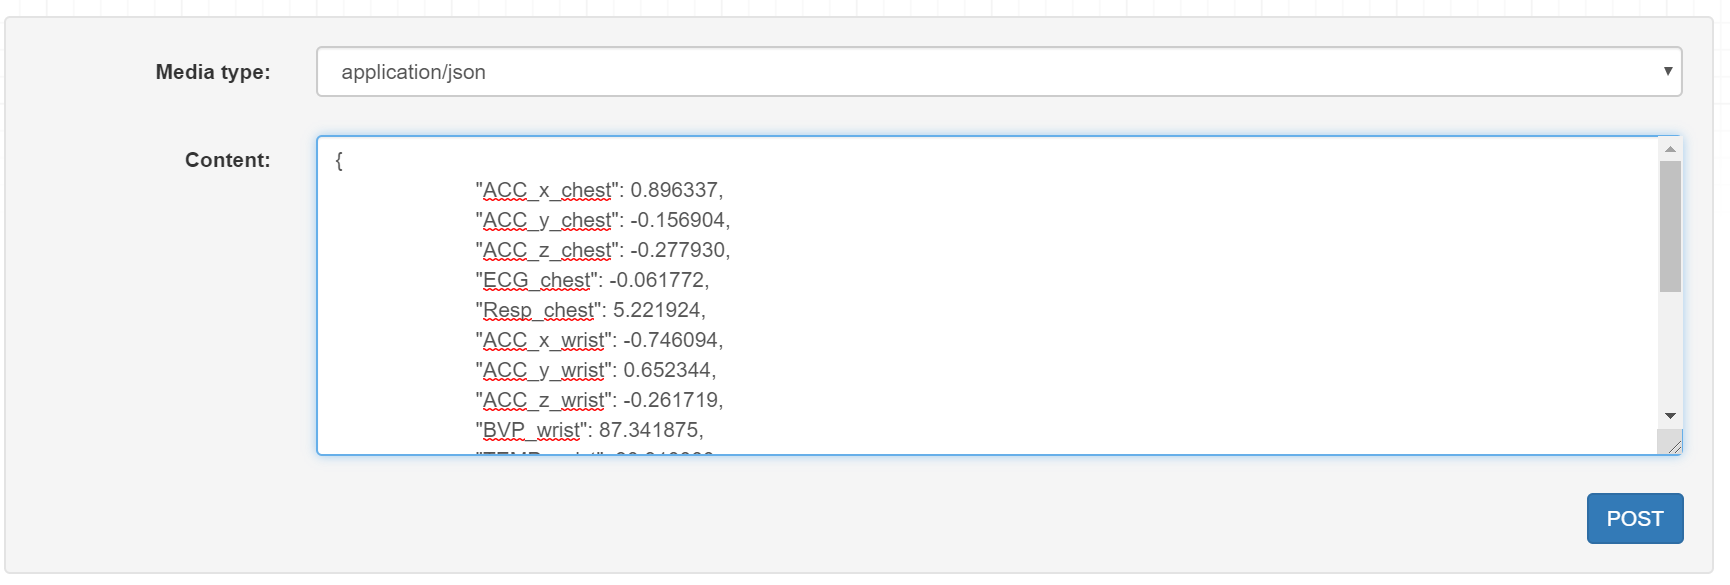 Media type:
application/json
Content:
{
"ACC_x_chest": 0.896337,
"ACC_y_chest": -0.156904,
"ACC_z_chest": -0.277930,
"ECG_chest": -0.061772,
"Resp_chest": 5.221924,
"ACC_x_wrist": -0.746094,
"ACC_y_wrist": 0.652344,
"ACC_z_wrist": -0.261719,
"BVP_wrist": 87.341875,
POST